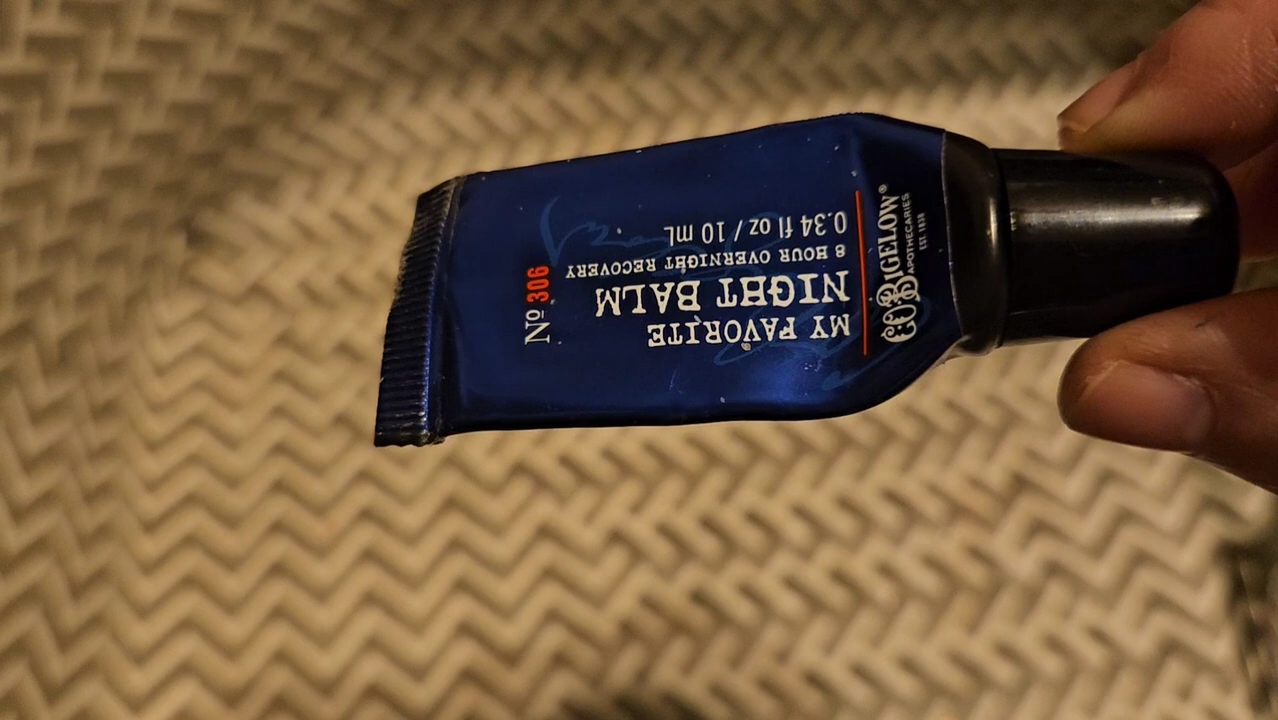 MY FAVORITE
NIGHT BALM
8 HOUR OVERNIGHT RECOVERY
0.34 fl oz / 10 mL
Nº 306
C.O. BIGELOW®
APOTHECARIES
EST. 1838